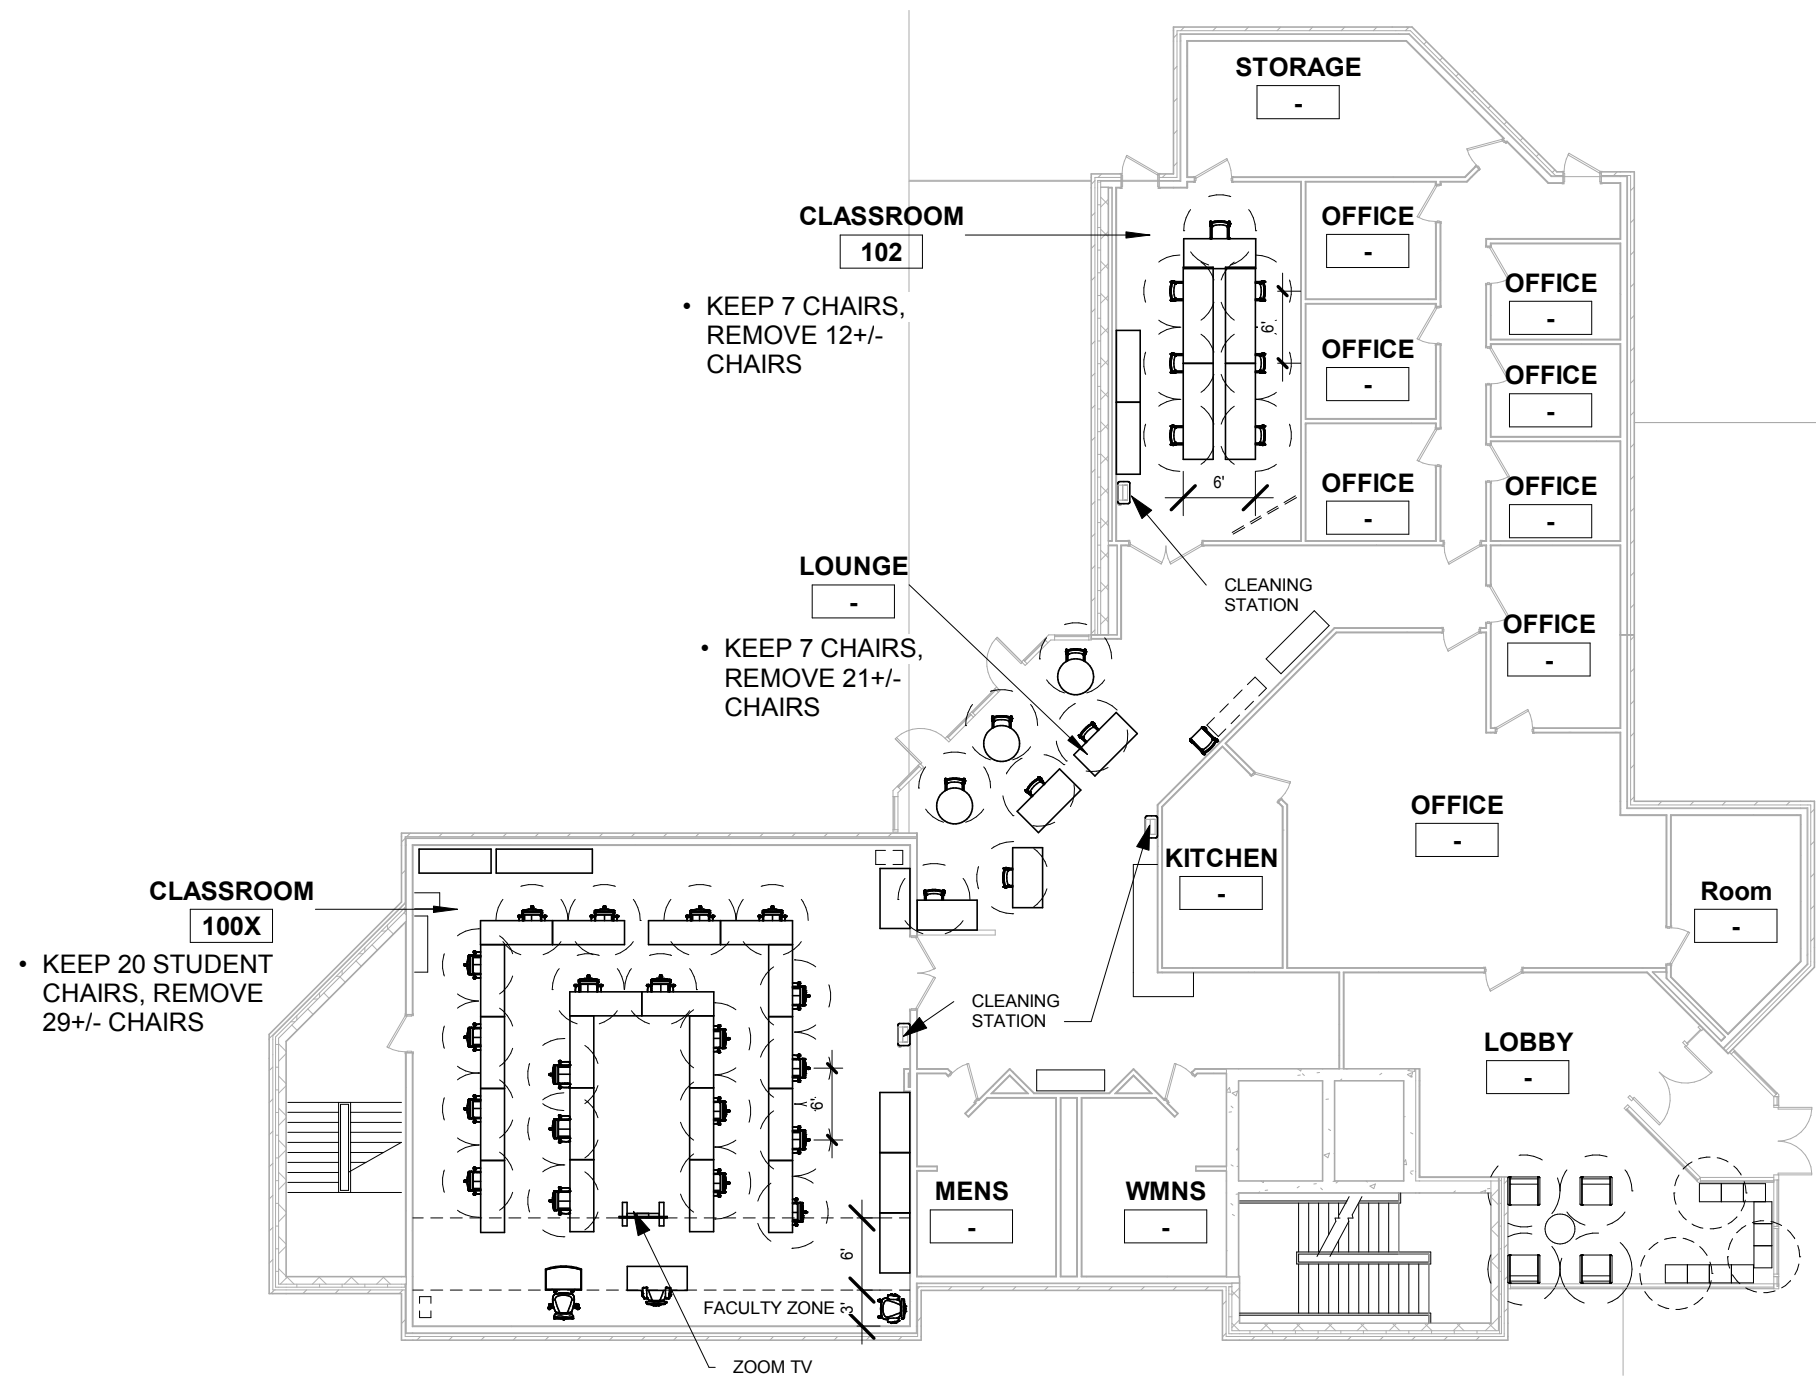 STORAGE
-
CLASSROOM
102
• KEEP 7 CHAIRS,
REMOVE 12+/-
CHAIRS
OFFICE
-
OFFICE
-
OFFICE
-
OFFICE
-
OFFICE
-
OFFICE
-
6'
6'
CLEANING
STATION
LOUNGE
-
• KEEP 7 CHAIRS,
REMOVE 21+/-
CHAIRS
OFFICE
-
OFFICE
-
KITCHEN
-
Room
-
CLASSROOM
100X
• KEEP 20 STUDENT
CHAIRS, REMOVE
29+/- CHAIRS
CLEANING
STATION
LOBBY
-
6'
MENS
-
WMNS
-
6'
FACULTY ZONE
3'
ZOOM TV